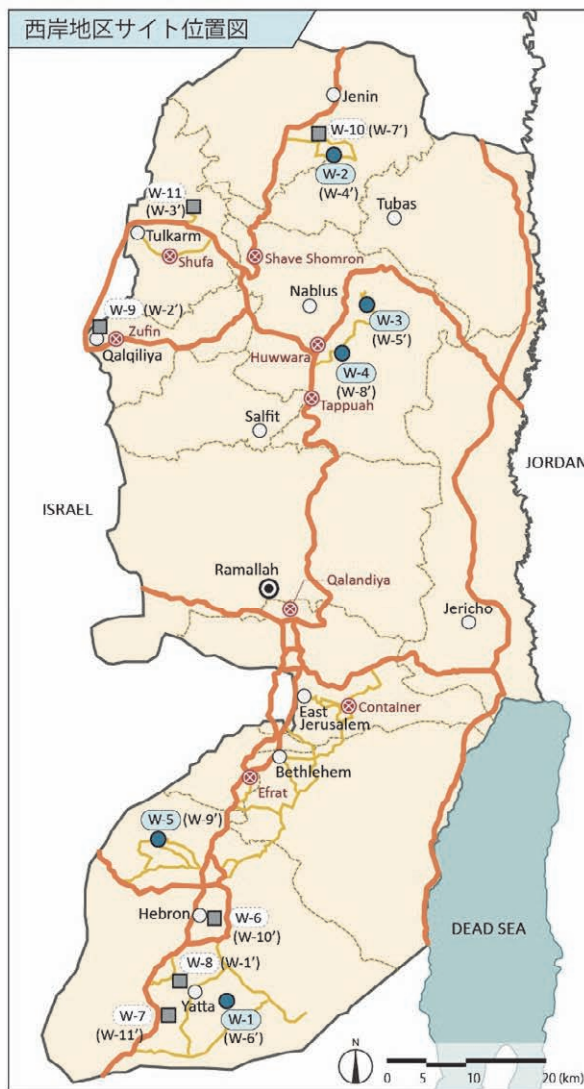 西岸地区サイト位置図
Jenin
W-10 (W-7’)
W-2
(W-4’)
W-11
(W-3’)
Tubas
Tulkarm
Shufa
Shave Shomron
Nablus
W-9 (W-2’)
Zufin
Qalqiliya
W-3
(W-5’)
Huwwara
W-4
(W-8’)
Tappuah
Salfit
JORDAN
ISRAEL
Ramallah
Qalandiya
Jericho
East
Jerusalem
Container
Bethlehem
Efrat
W-5 (W-9’)
Hebron
W-6
(W-10’)
DEAD SEA
W-8 (W-1’)
Yatta
W-7
(W-11’)
W-1
(W-6’)
N
0 5 10 20 (km)